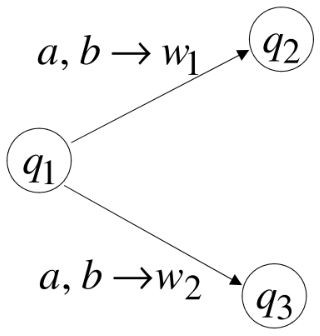 a, b → w₁
q₂
q₁
a, b → w₂
q₃